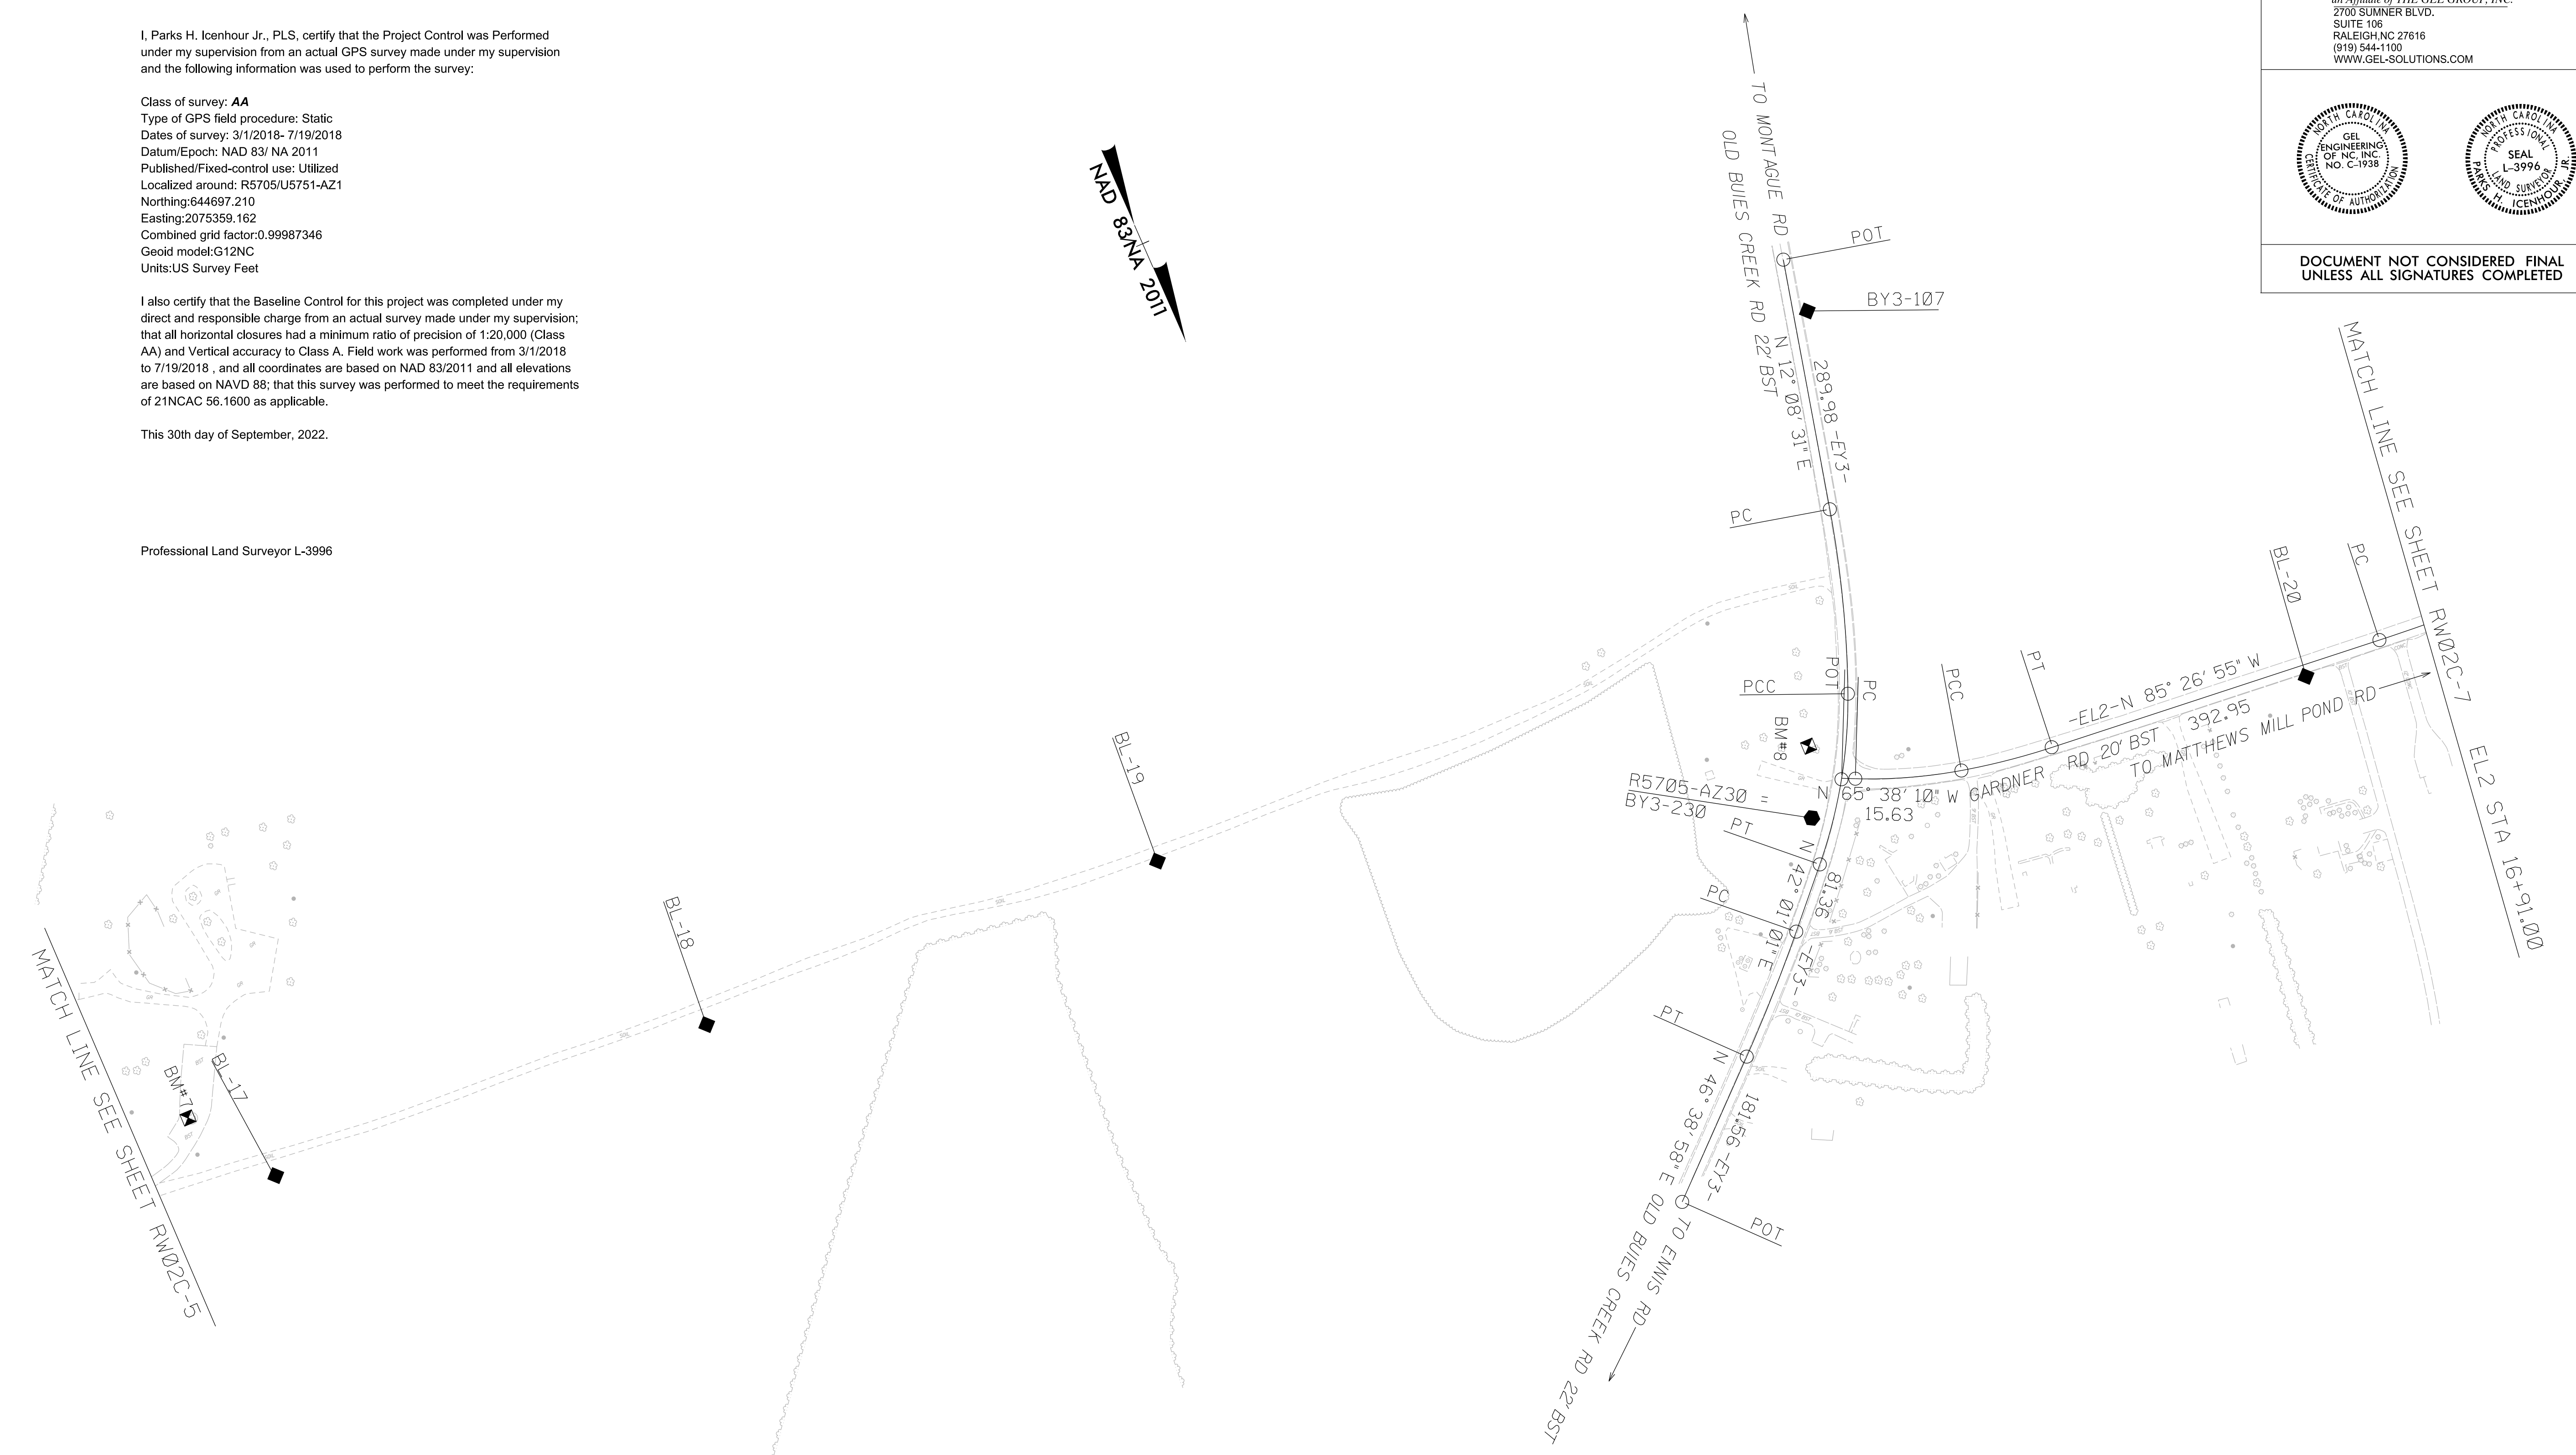 I, Parks H. Icenhour Jr., PLS, certify that the Project Control was Performed
under my supervision from an actual GPS survey made under my supervision
and the following information was used to perform the survey:
Class of survey: AA
Type of GPS field procedure: Static
Dates of survey: 3/1/2018- 7/19/2018
Datum/Epoch: NAD 83/ NA 2011
Published/Fixed-control use: Utilized
Localized around: R5705/U5751-AZ1
Northing:644697.210
Easting:2075359.162
Combined grid factor:0.99987346
Geoid model:G12NC
Units:US Survey Feet
I also certify that the Baseline Control for this project was completed under my
direct and responsible charge from an actual survey made under my supervision;
that all horizontal closures had a minimum ratio of precision of 1:20,000 (Class
AA) and Vertical accuracy to Class A. Field work was performed from 3/1/2018
to 7/19/2018 , and all coordinates are based on NAD 83/2011 and all elevations
are based on NAVD 88; that this survey was performed to meet the requirements
of 21NCAC 56.1600 as applicable.
This 30th day of September, 2022.
Professional Land Surveyor L-3996
NAD 83/NA 2011
an Affiliate of THE GEL GROUP, INC.
2700 SUMNER BLVD.
SUITE 106
RALEIGH,NC 27616
(919) 544-1100
WWW.GEL-SOLUTIONS.COM
NORTH CAROLINA
GEL
ENGINEERING
OF NC, INC.
NO. C-1938
CERTIFICATE OF AUTHORIZATION
NORTH CAROLINA
PROFESSIONAL
SEAL
L-3996
LAND SURVEYOR
PARKS H. ICENHOUR, JR.
DOCUMENT NOT CONSIDERED FINAL
UNLESS ALL SIGNATURES COMPLETED
TO MONTAGUE RD
OLD BUIES CREEK RD 22' BST
POT
BY3-107
N 12° 08' 31" E
289.98 -EY3-
PC
POT
PCC
PC
BM#8
R5705-AZ30 =
BY3-230
N 65° 38' 10" W
15.63
PCC
PT
-EL2-N 85° 26' 55" W
392.95
GARDNER RD 20' BST
TO MATTHEWS MILL POND RD
BL-20
PC
MATCH LINE SEE SHEET RW02C-7
EL2 STA 16+91.00
PT
N 42° 01' 01" E
81.36
-EY3-
PC
PT
N 46° 38' 58" E
181.56 -EY3-
POT
OLD BUIES CREEK RD 22' BST
TO ENNIS RD
BL-19
BL-18
BL-17
BM#7
MATCH LINE SEE SHEET RW02C-5